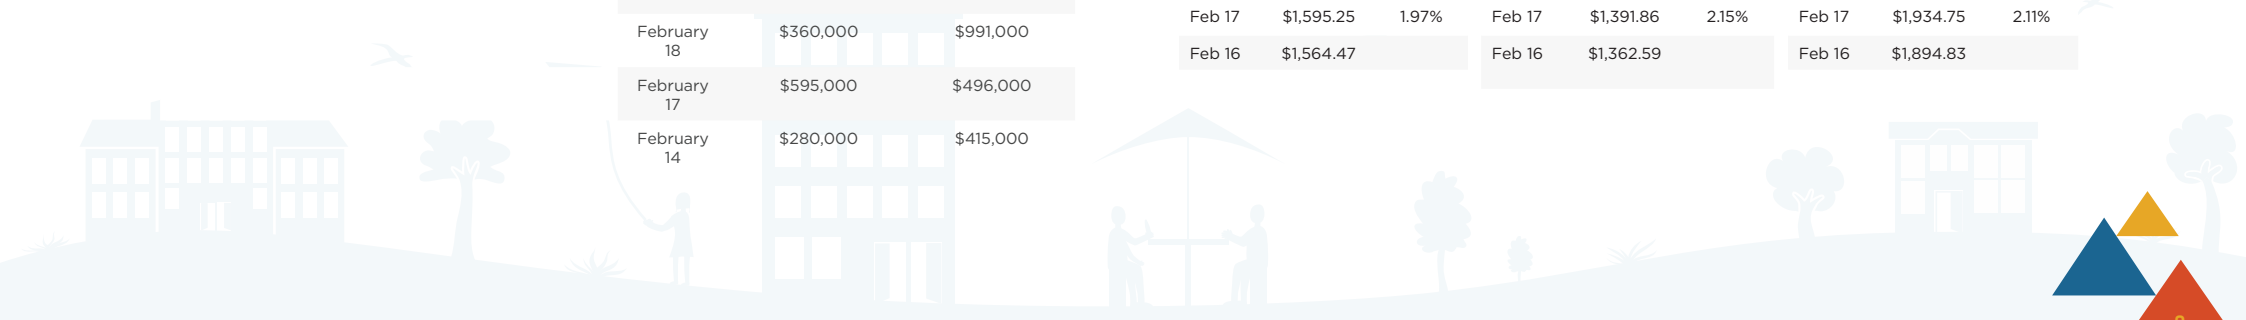 February $360,000 $991,000
18
February $595,000 $496,000
17
February $280,000 $415,000
14
Feb 17 $1,595.25 1.97%
Feb 16 $1,564.47
Feb 17 $1,391.86 2.15%
Feb 16 $1,362.59
Feb 17 $1,934.75 2.11%
Feb 16 $1,894.83